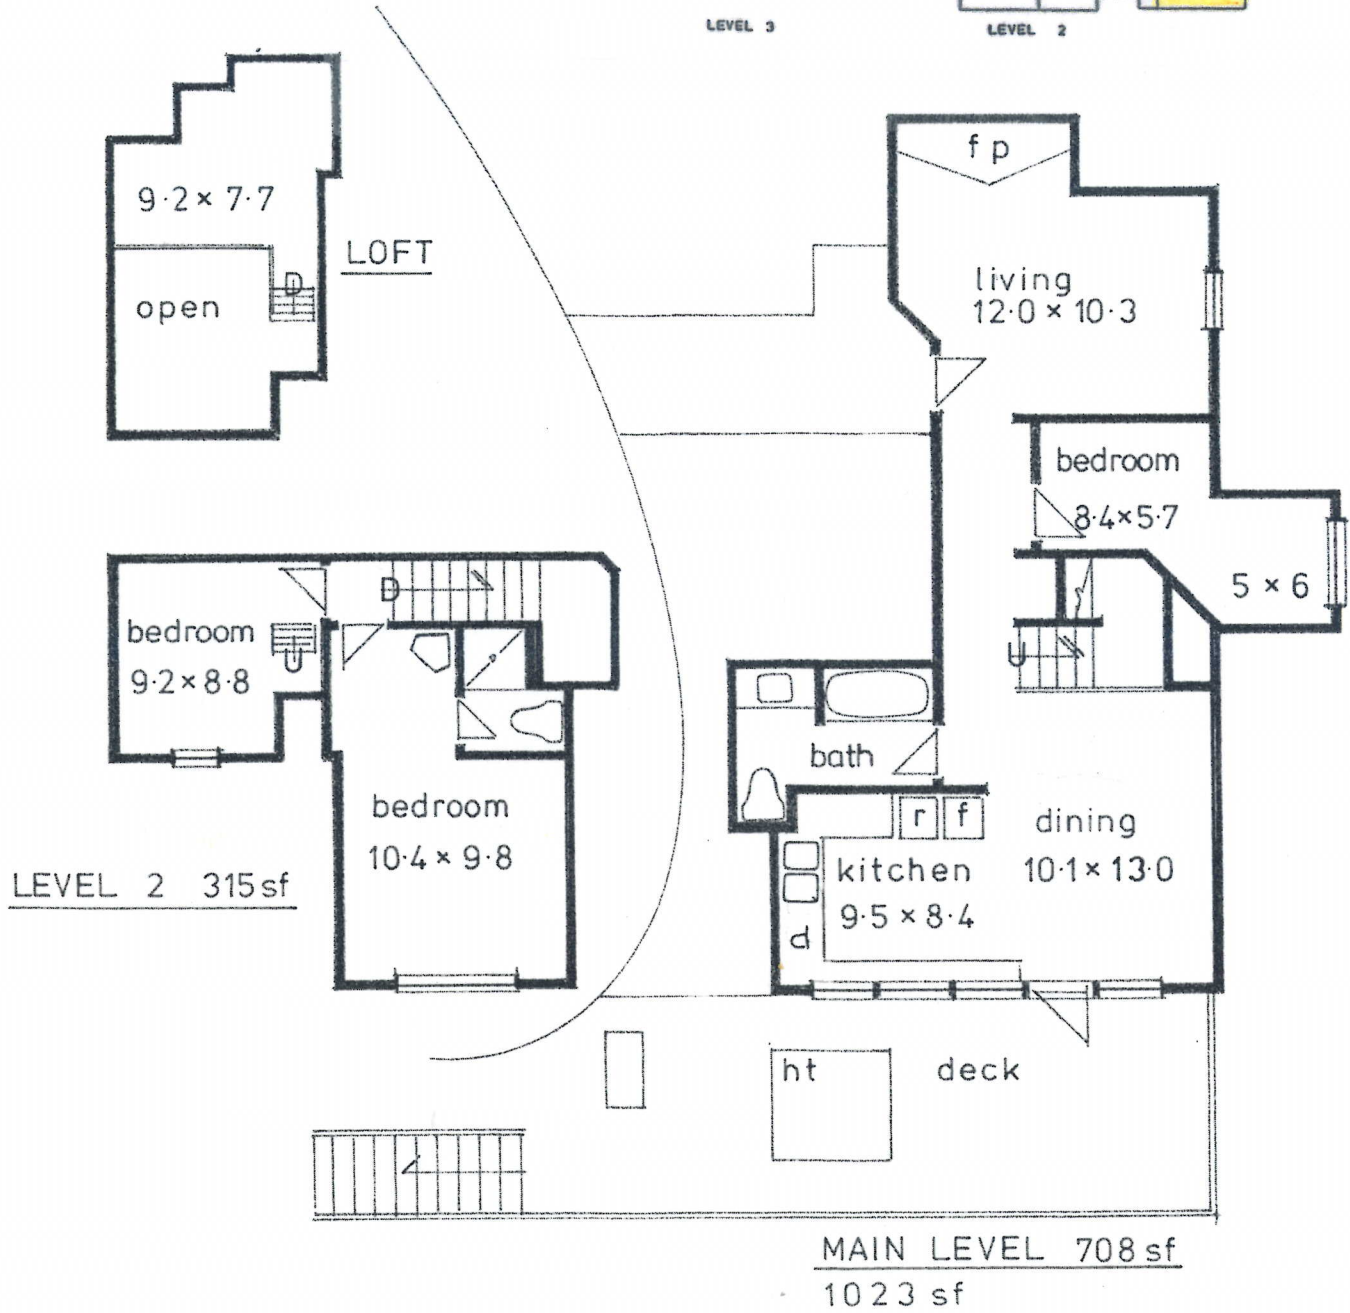 LEVEL 3
LEVEL 2
9·2 × 7·7
LOFT
D
open
fp
living
12·0 × 10·3
bedroom
8·4×5·7
5 × 6
D
bedroom
9·2×8·8
U
bedroom
10·4 × 9·8
LEVEL 2 315sf
U
bath
r f
dining
10·1 × 13·0
kitchen
9·5 × 8·4
d
ht deck
MAIN LEVEL 708 sf
1023 sf